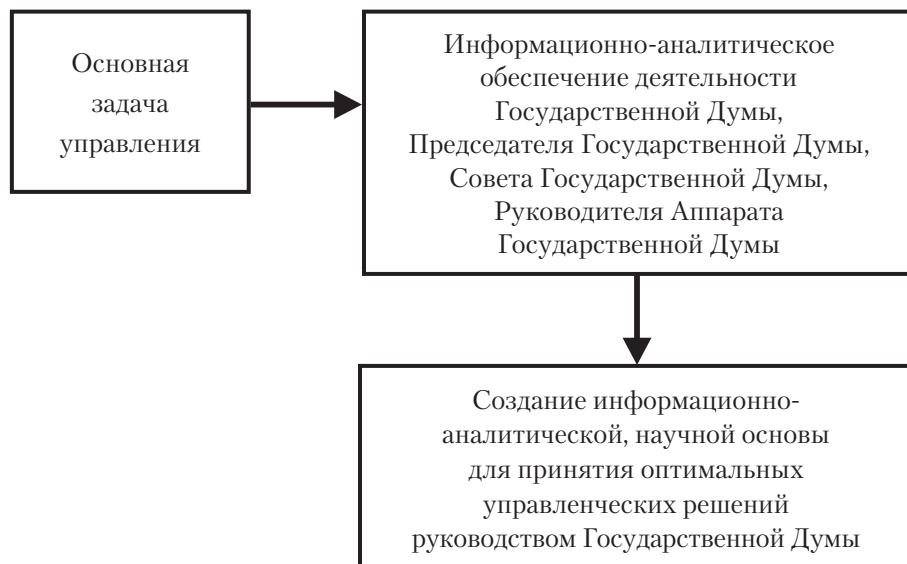 Основная
задача
управления
Информационно-аналитическое
обеспечение деятельности
Государственной Думы,
Председателя Государственной Думы,
Совета Государственной Думы,
Руководителя Аппарата
Государственной Думы
Создание информационно-
аналитической, научной основы
для принятия оптимальных
управленческих решений
руководством Государственной Думы